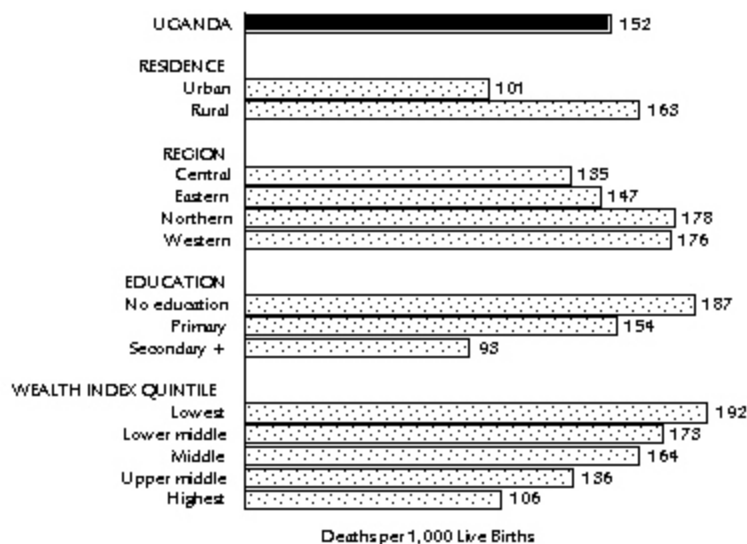 UGANDA 152
RESIDENCE
Urban 101
Rural 163
REGION
Central 135
Eastern 147
Northern 178
Western 176
EDUCATION
No education 187
Primary 154
Secondary + 93
WEALTH INDEX QUINTILE
Lowest 192
Lower middle 173
Middle 164
Upper middle 136
Highest 106
Deaths per 1,000 Live Births